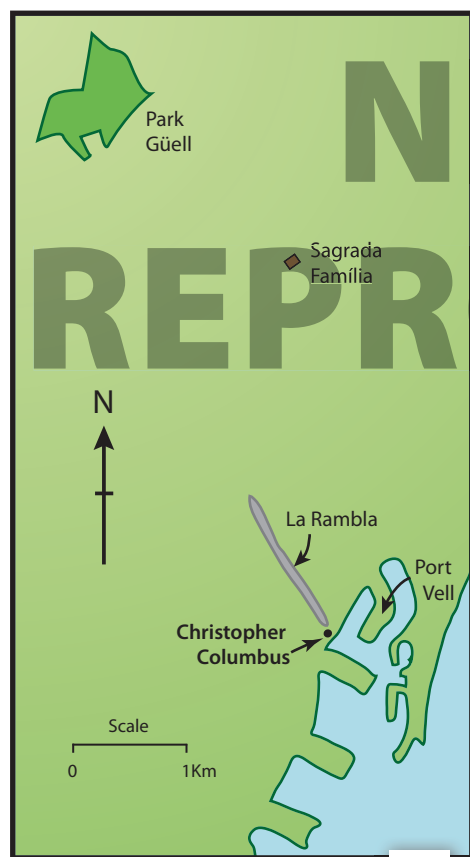 Park
Güell
N
Sagrada
Família
REPR
N
La Rambla
Port
Vell
Christopher
Columbus
Scale
0 1Km